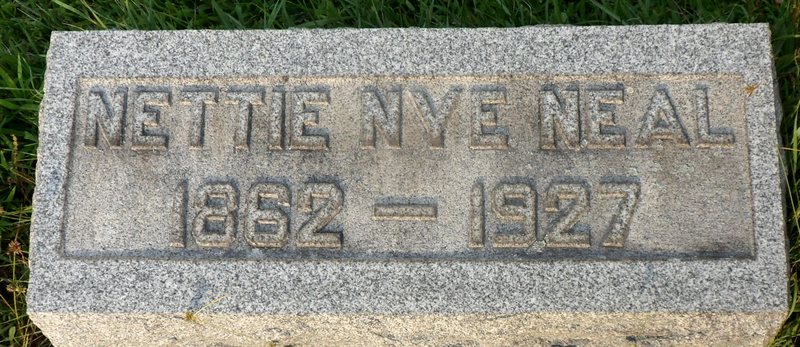 NETTIE NYE NEAL
1862 — 1927